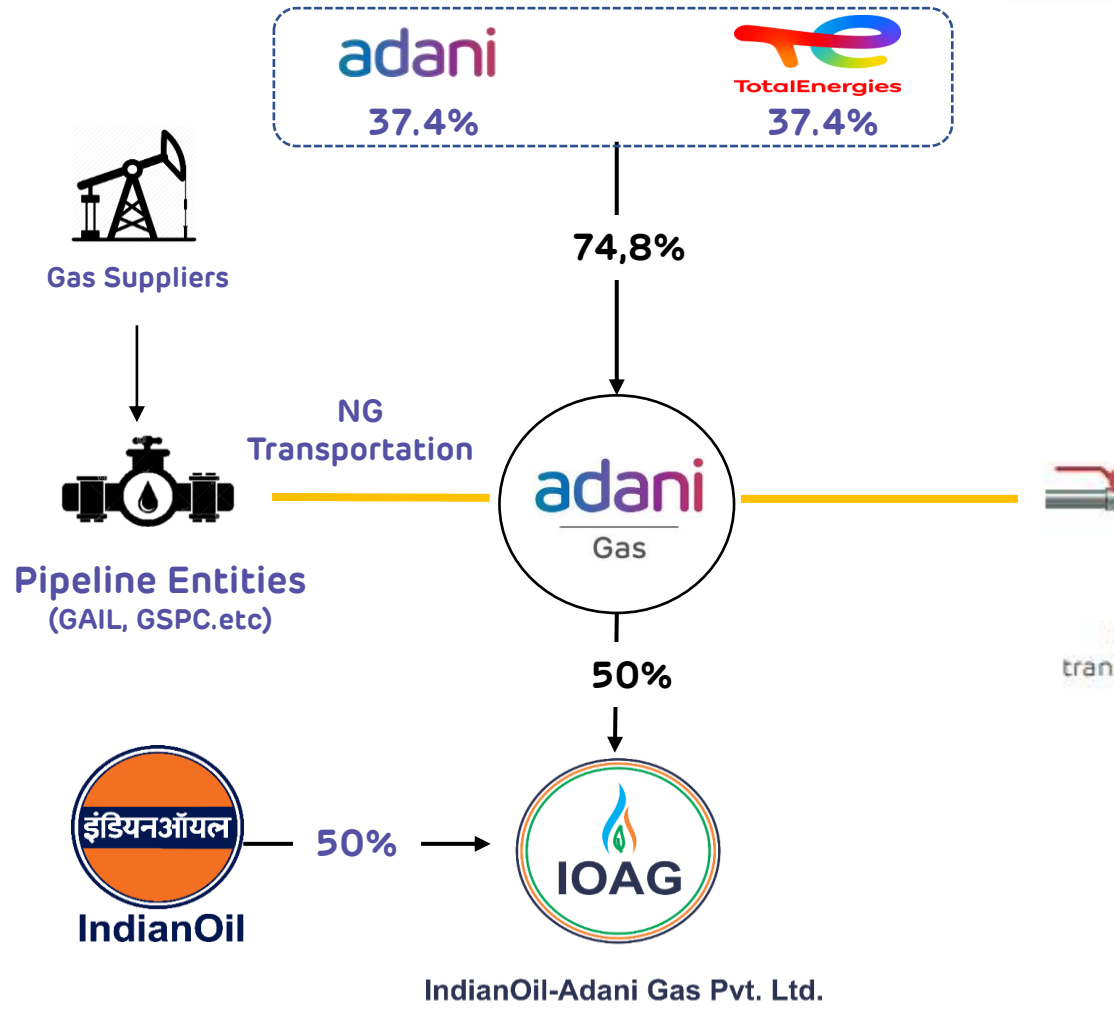 adani
TotalEnergies
37.4%
37.4%
74,8%
Gas Suppliers
NG
Transportation
adani
Gas
Pipeline Entities
(GAIL, GSPC.etc)
50%
इंडियनऑयल
IndianOil
50%
IOAG
IndianOil-Adani Gas Pvt. Ltd.